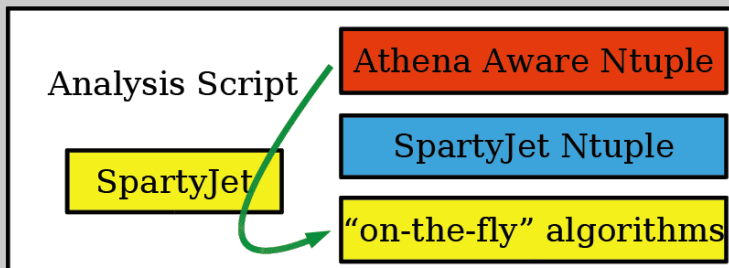 Analysis Script
SpartyJet
Athena Aware Ntuple
SpartyJet Ntuple
“on-the-fly” algorithms